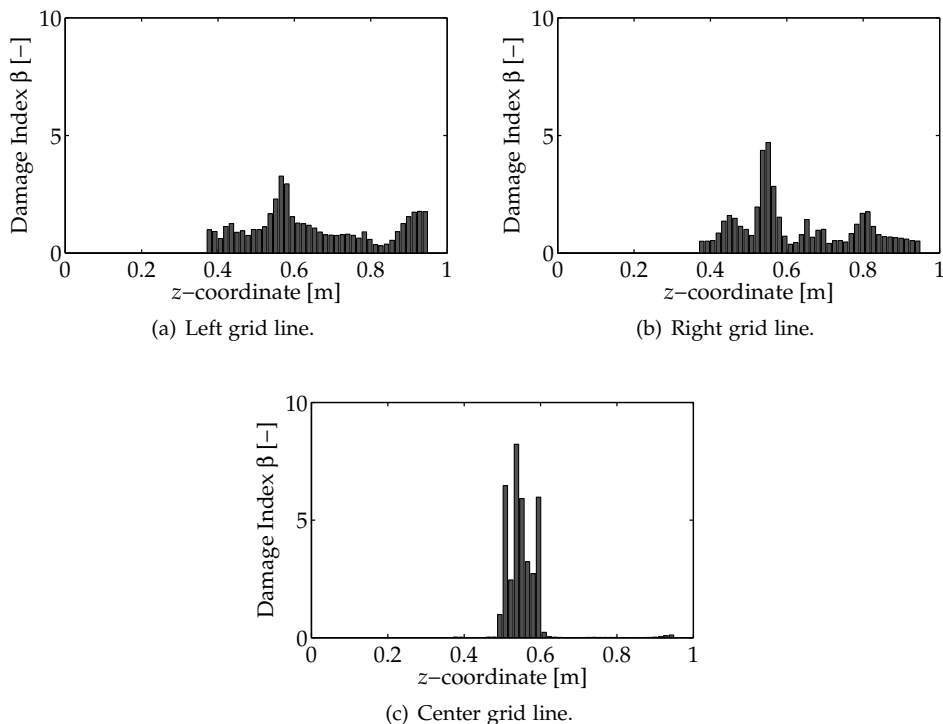 10
5
0
Damage Index β [−]
0 0.2 0.4 0.6 0.8 1
z−coordinate [m]
(a) Left grid line.
10
5
0
Damage Index β [−]
0 0.2 0.4 0.6 0.8 1
z−coordinate [m]
(b) Right grid line.
10
5
0
Damage Index β [−]
0 0.2 0.4 0.6 0.8 1
z−coordinate [m]
(c) Center grid line.